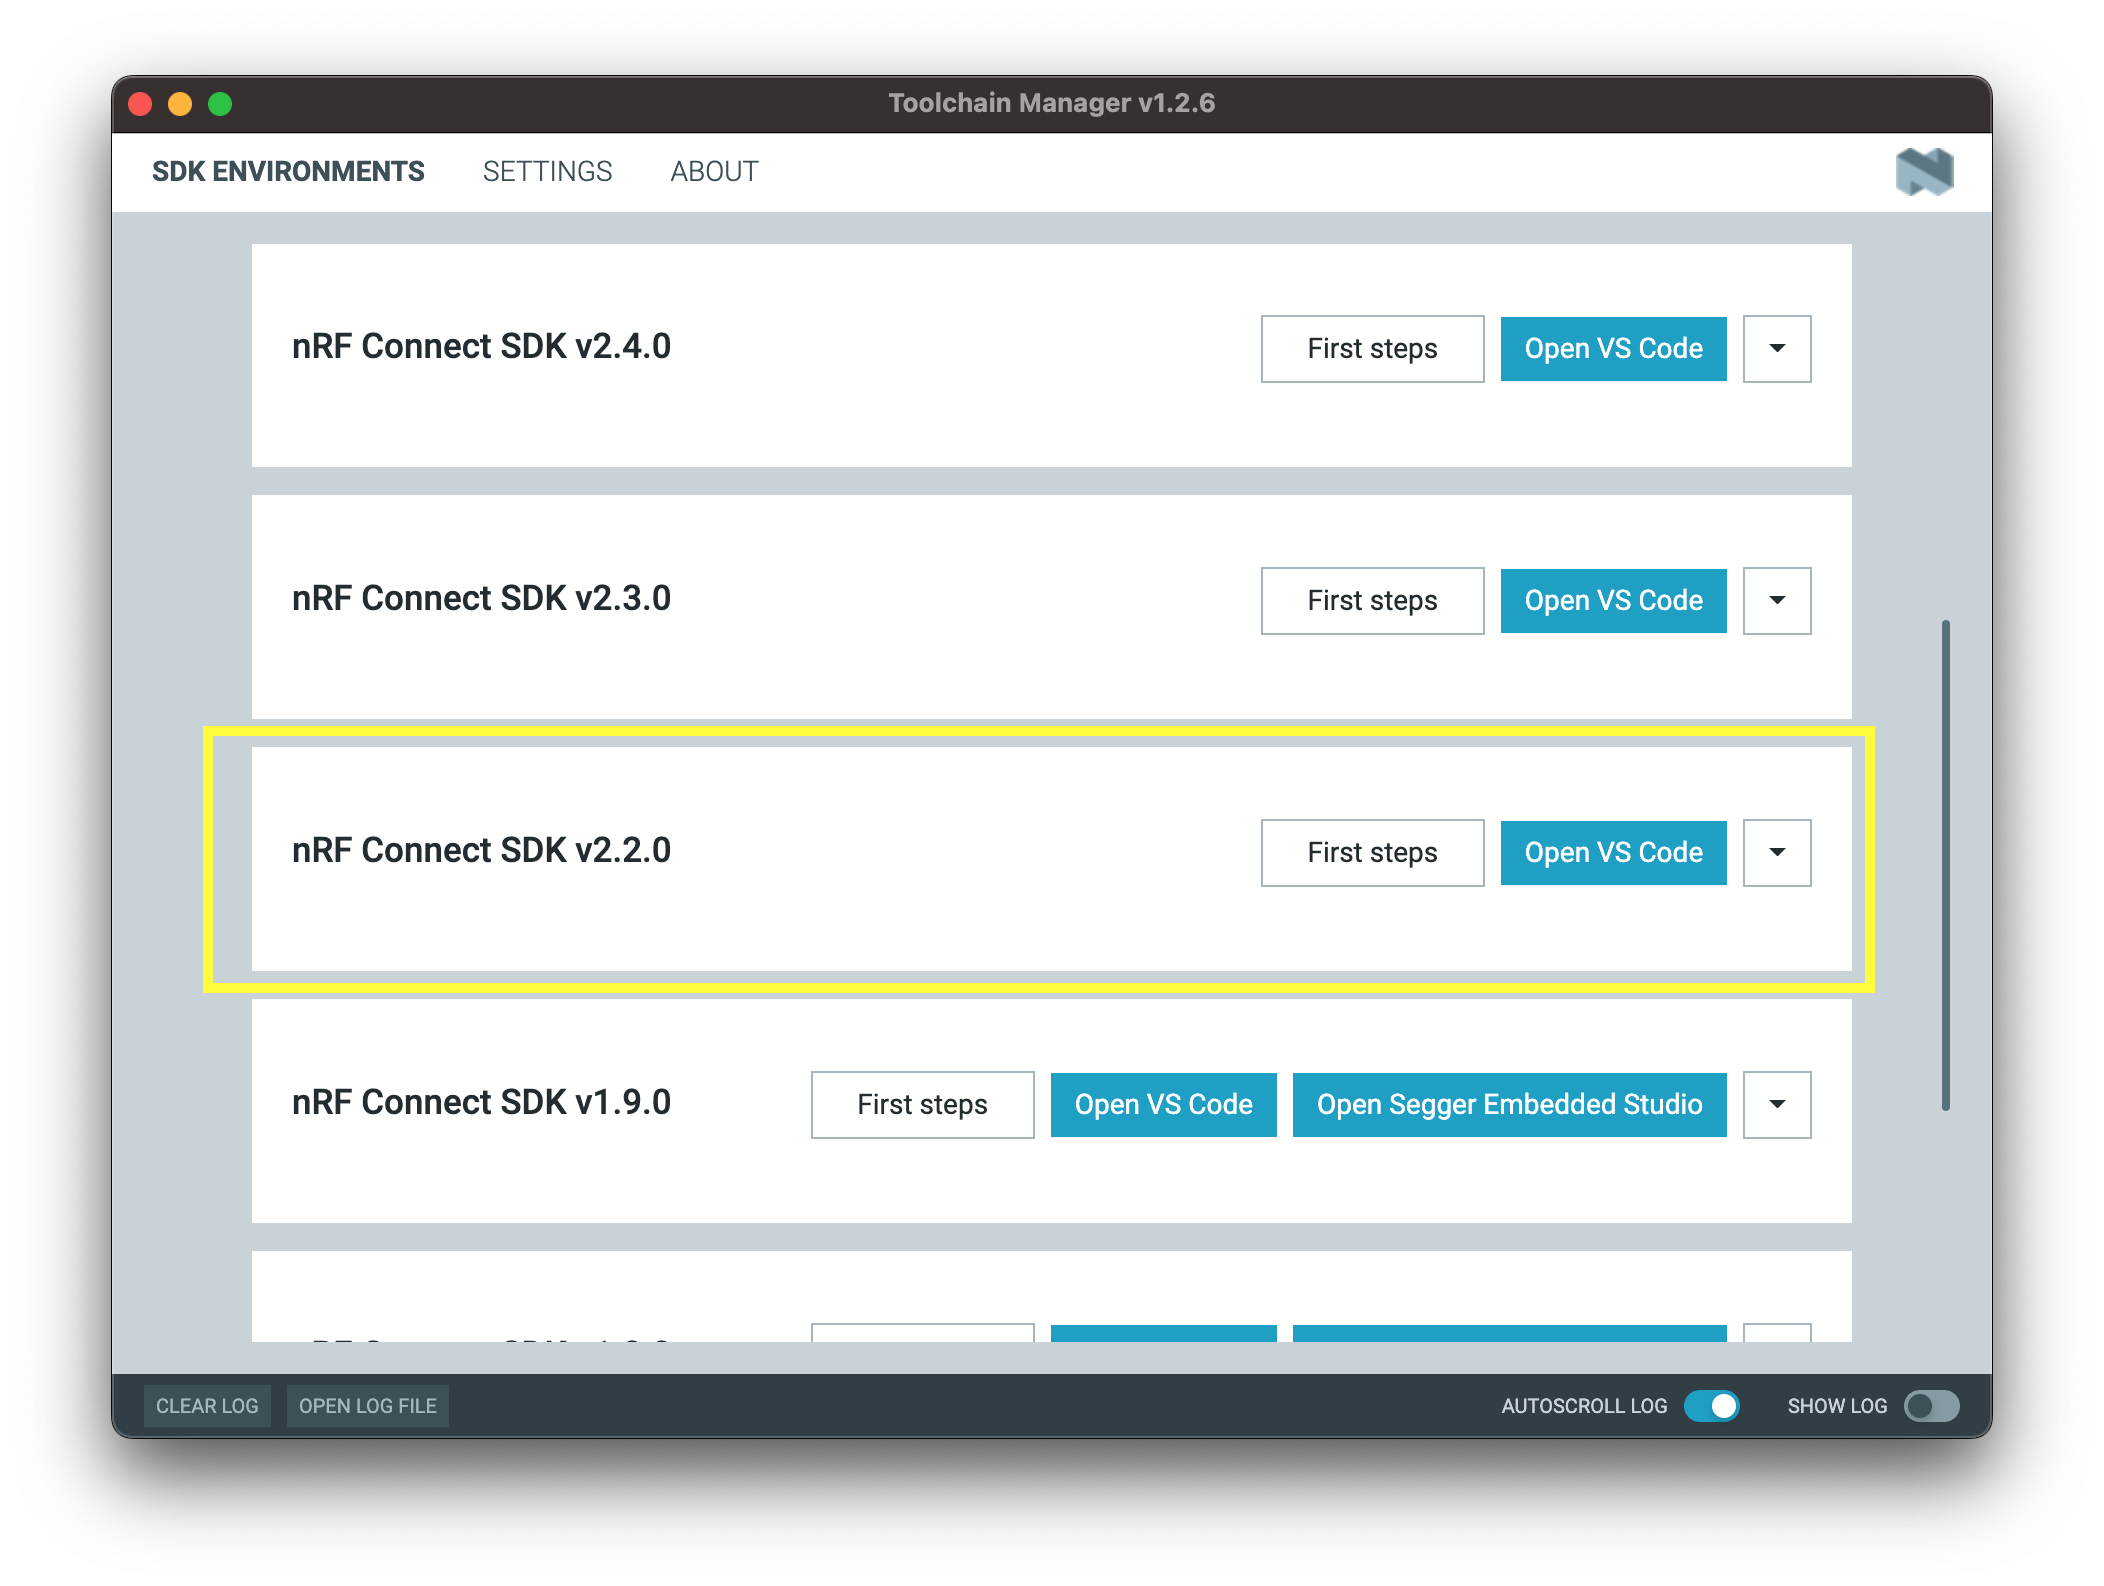 Toolchain Manager v1.2.6
SDK ENVIRONMENTS SETTINGS ABOUT
nRF Connect SDK v2.4.0 First steps Open VS Code
nRF Connect SDK v2.3.0 First steps Open VS Code
nRF Connect SDK v2.2.0 First steps Open VS Code
nRF Connect SDK v1.9.0 First steps Open VS Code Open Segger Embedded Studio
CLEAR LOG OPEN LOG FILE AUTOSCROLL LOG SHOW LOG